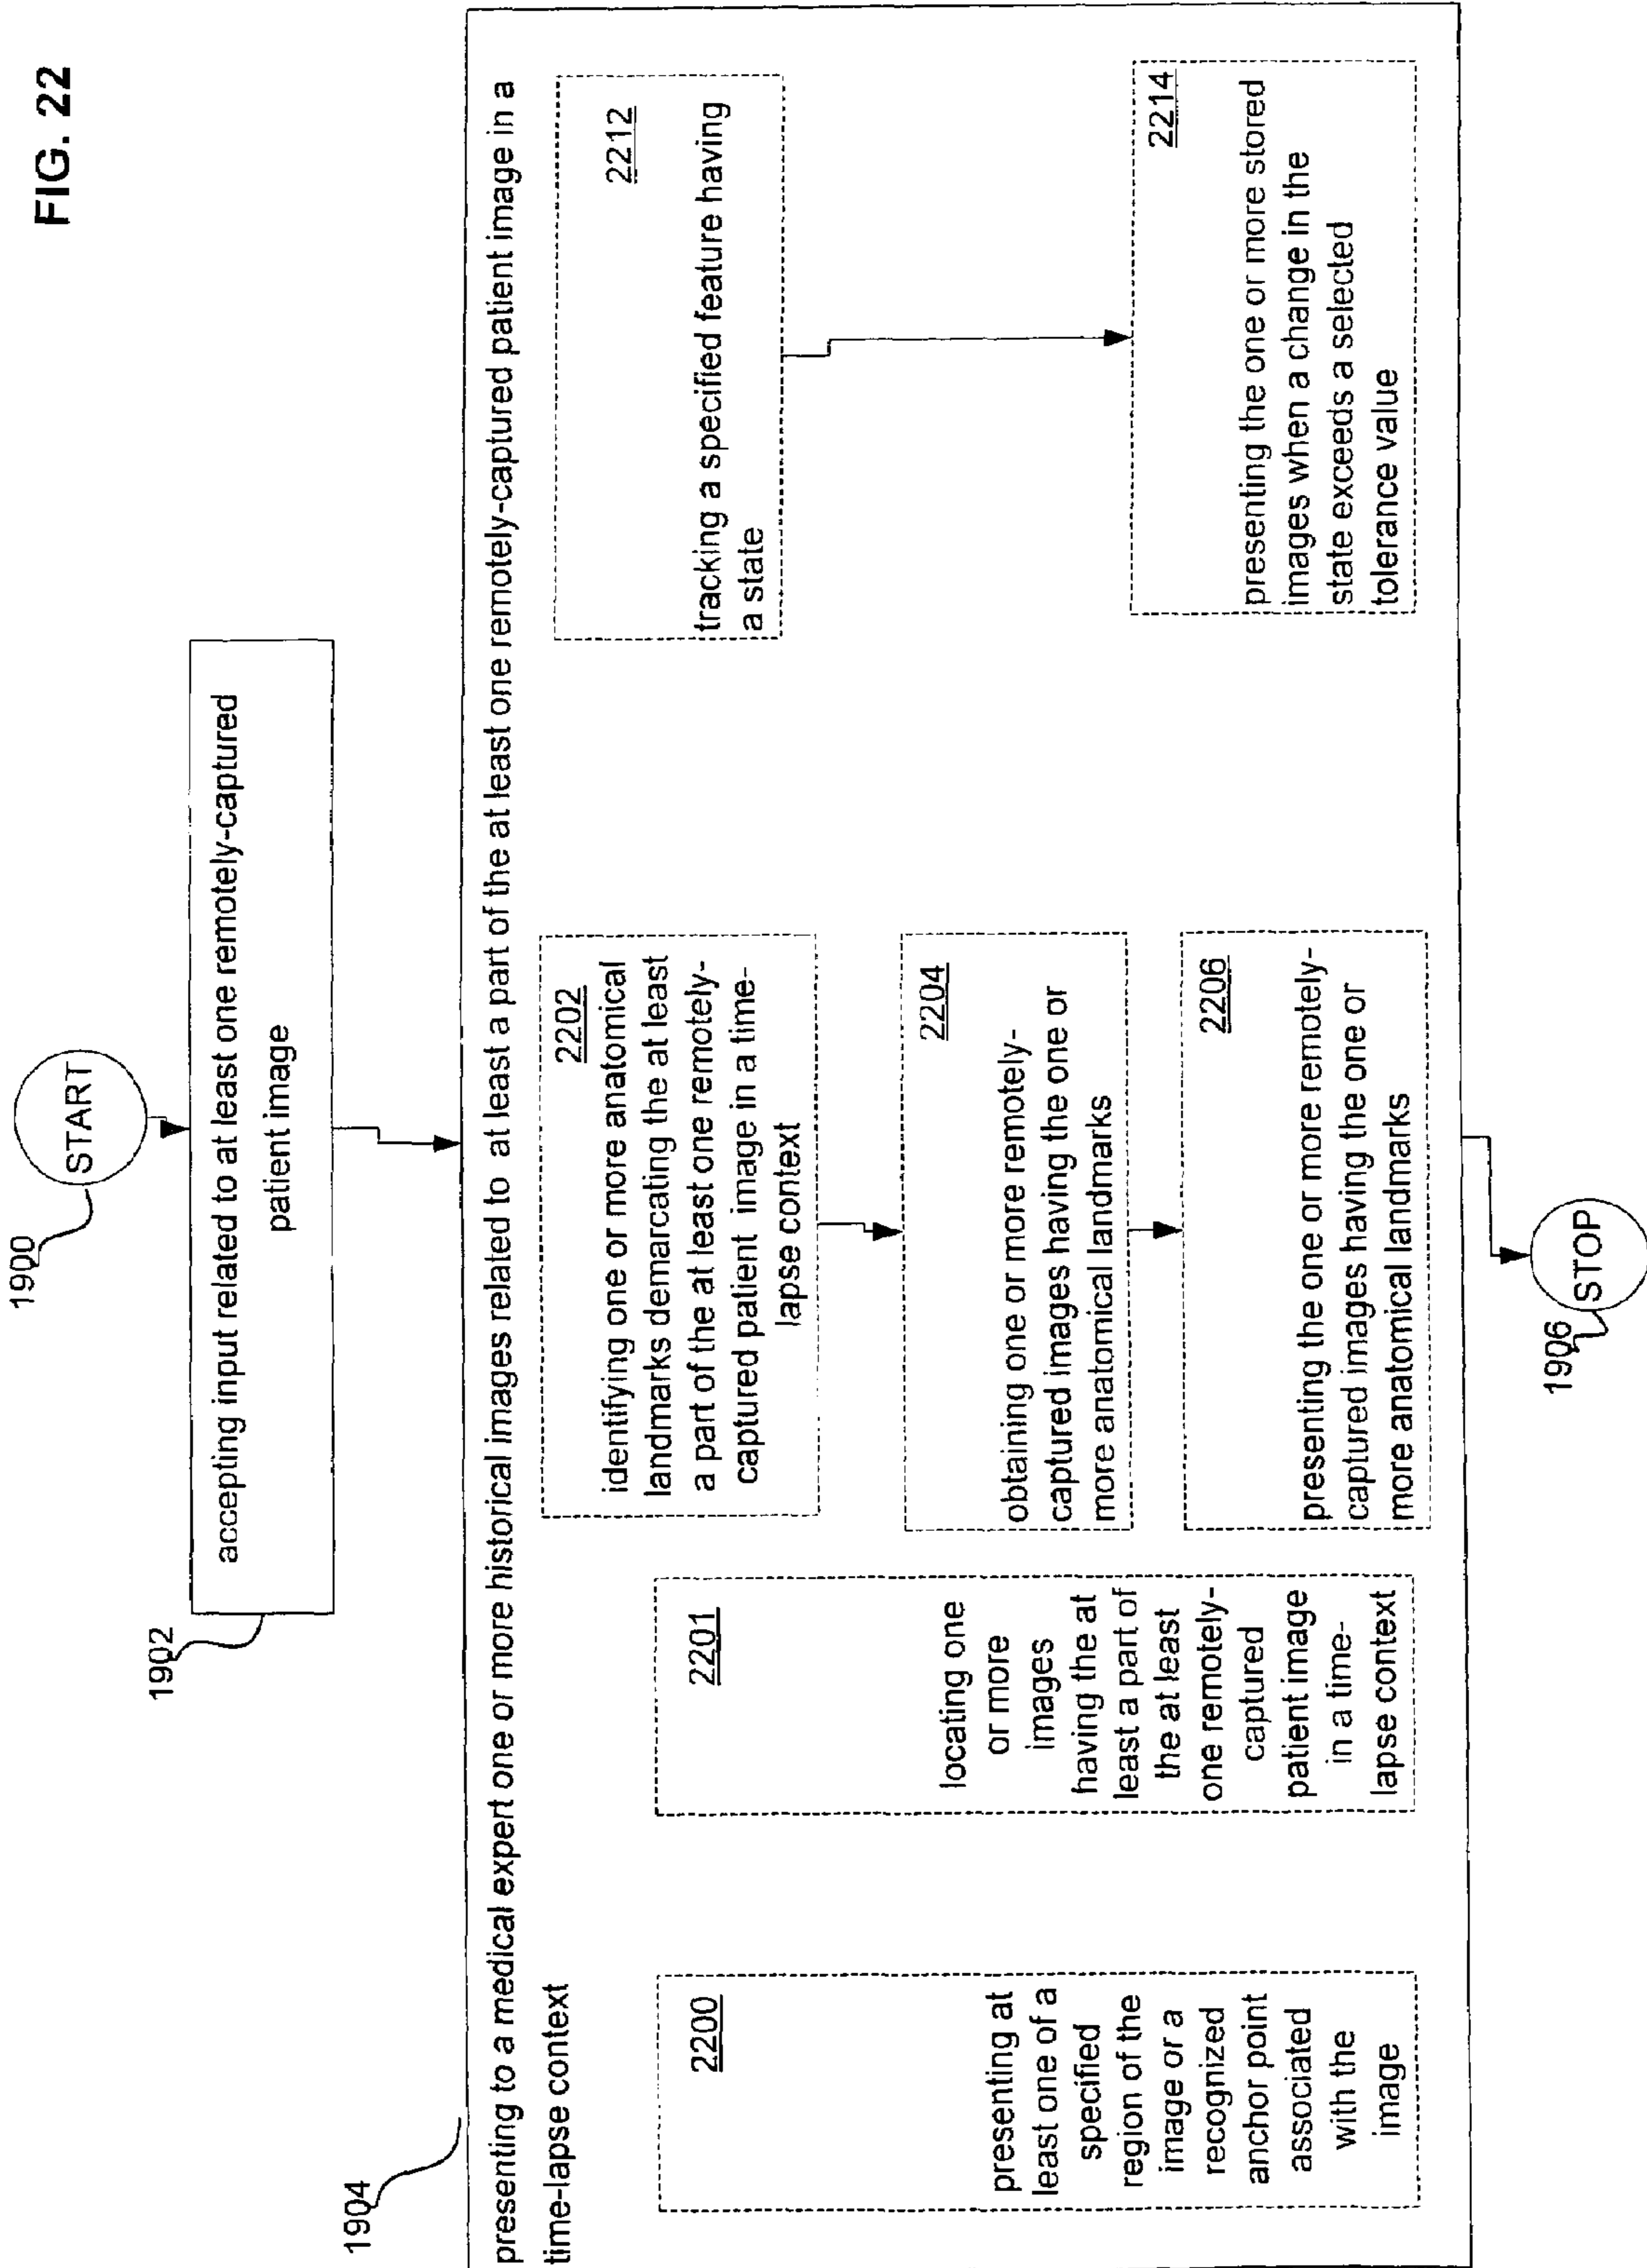 FIG. 22
1900
START
1902
accepting input related to at least one remotely-captured
patient image
1904
presenting to a medical expert one or more historical images related to at least a part of the at least one remotely-captured patient image in a
time-lapse context
2200
presenting at
least one of a
specified
region of the
image or a
recognized
anchor point
associated
with the
image
2201
locating one
or more
images
having the at
least a part of
the at least
one remotely-
captured
patient image
in a time-
lapse context
2202
identifying one or more anatomical
landmarks demarcating the at least
a part of the at least one remotely-
captured patient image in a time-
lapse context
2204
obtaining one or more remotely-
captured images having the one or
more anatomical landmarks
2206
presenting the one or more remotely-
captured images having the one or
more anatomical landmarks
2212
tracking a specified feature having
a state
2214
presenting the one or more stored
images when a change in the
state exceeds a selected
tolerance value
1906
STOP